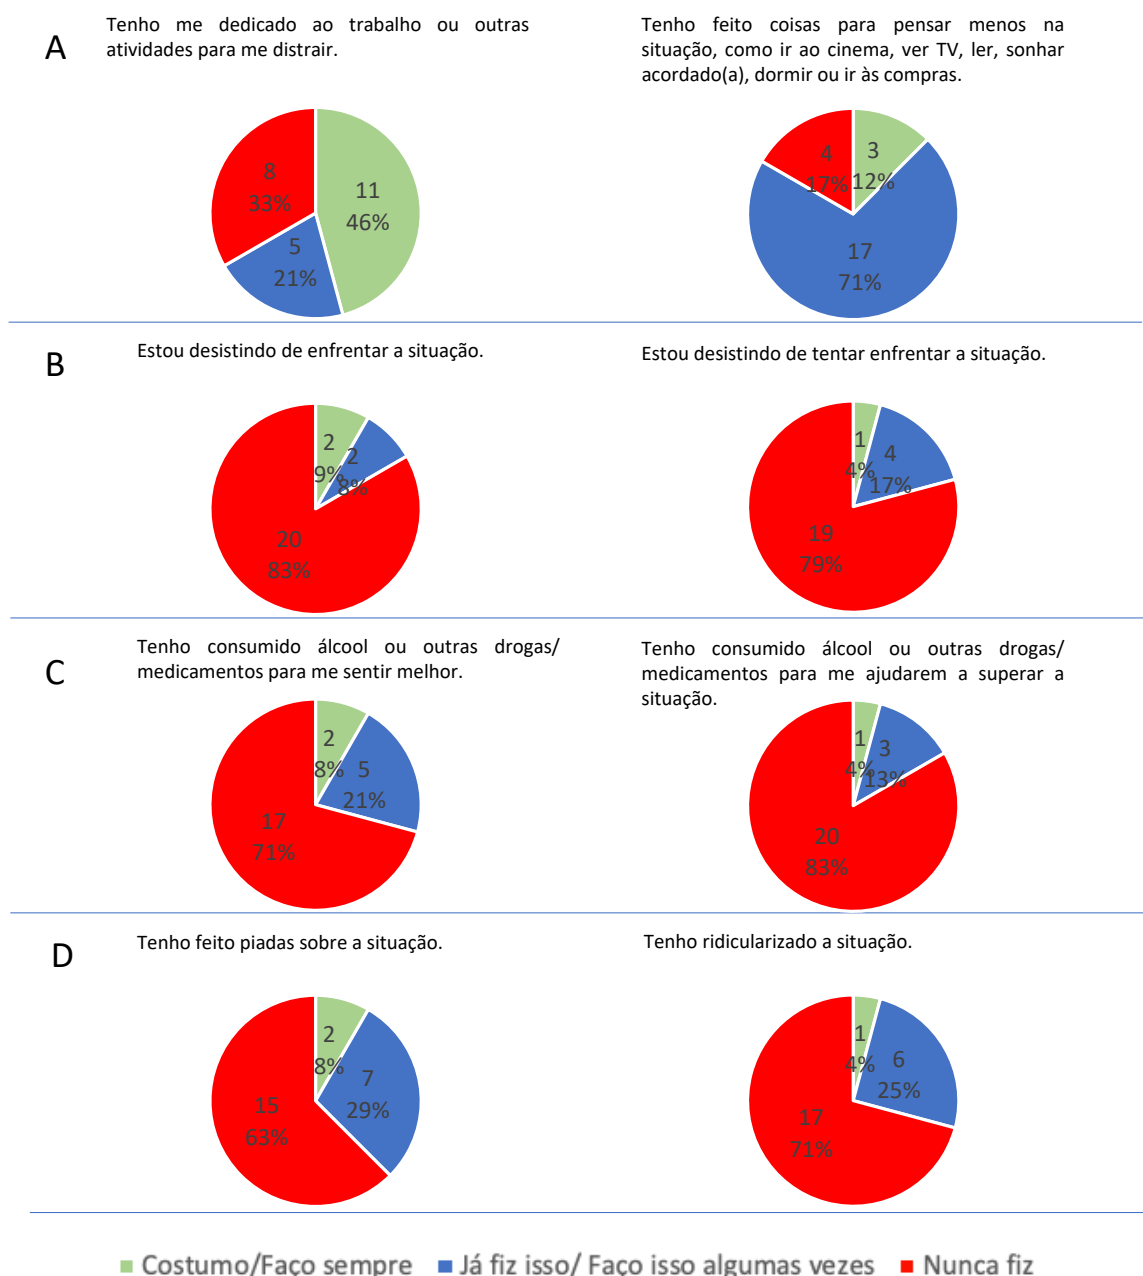 A
Tenho me dedicado ao trabalho ou outras
atividades para me distrair.
Tenho feito coisas para pensar menos na
situação, como ir ao cinema, ver TV, ler, sonhar
acordado(a), dormir ou ir às compras.
8
33%
11
46%
5
21%
4
17%
3
12%
17
71%
B
Estou desistindo de enfrentar a situação.
Estou desistindo de tentar enfrentar a situação.
2
9%
2
8%
20
83%
1
4%
4
17%
19
79%
C
Tenho consumido álcool ou outras drogas/
medicamentos para me sentir melhor.
Tenho consumido álcool ou outras drogas/
medicamentos para me ajudarem a superar a
situação.
2
8%
5
21%
17
71%
1
4%
3
13%
20
83%
D
Tenho feito piadas sobre a situação.
Tenho ridicularizado a situação.
2
8%
7
29%
15
63%
1
4%
6
25%
17
71%
Costumo/Faço sempre Já fiz isso/ Faço isso algumas vezes Nunca fiz